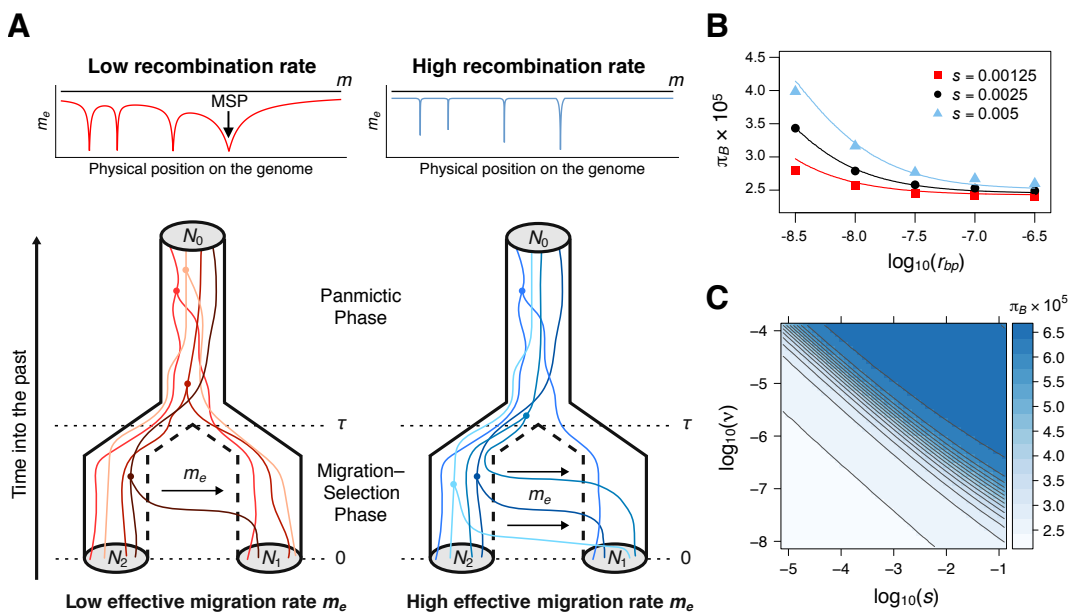 A
Low recombination rate
m
m_e
MSP
Physical position on the genome
High recombination rate
m
m_e
Physical position on the genome
Time into the past
N₀
N₀
Panmictic
Phase
τ
τ
m_e
m_e
Migration–
Selection
Phase
N₂
N₁
0
N₂
N₁
0
Low effective migration rate m_e
High effective migration rate m_e
B
π_B × 10⁵
4.5
4.0
3.5
3.0
2.5
s = 0.00125
s = 0.0025
s = 0.005
-8.5 -8.0 -7.5 -7.0 -6.5
log₁₀(r_bp)
C
π_B × 10⁵
log₁₀(ν)
-4
-5
-6
-7
-8
-5 -4 -3 -2 -1
log₁₀(s)
6.5
6.0
5.5
5.0
4.5
4.0
3.5
3.0
2.5